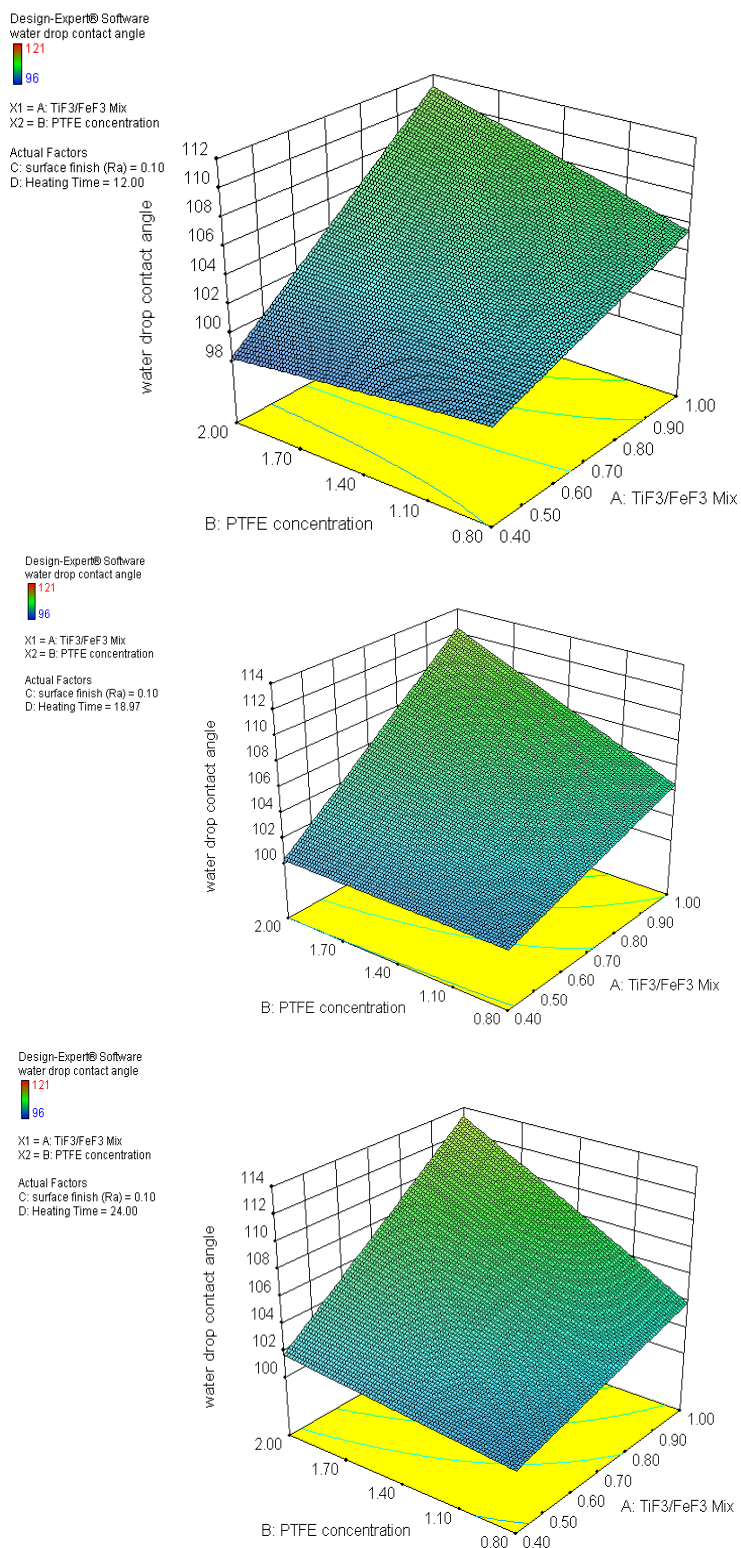 Design-Expert® Software
water drop contact angle
121
96
X1 = A: TiF3/FeF3 Mix
X2 = B: PTFE concentration
Actual Factors
C: surface finish (Ra) = 0.10
D: Heating Time = 12.00
112
110
108
106
104
102
100
98
water drop contact angle
2.00
1.70
1.40
1.10
0.80
B: PTFE concentration
0.40
0.50
0.60
0.70
0.80
0.90
1.00
A: TiF3/FeF3 Mix
Design-Expert® Software
water drop contact angle
121
96
X1 = A: TiF3/FeF3 Mix
X2 = B: PTFE concentration
Actual Factors
C: surface finish (Ra) = 0.10
D: Heating Time = 18.97
114
112
110
108
106
104
102
100
water drop contact angle
2.00
1.70
1.40
1.10
0.80
B: PTFE concentration
0.40
0.50
0.60
0.70
0.80
0.90
1.00
A: TiF3/FeF3 Mix
Design-Expert® Software
water drop contact angle
121
96
X1 = A: TiF3/FeF3 Mix
X2 = B: PTFE concentration
Actual Factors
C: surface finish (Ra) = 0.10
D: Heating Time = 24.00
114
112
110
108
106
104
102
100
water drop contact angle
2.00
1.70
1.40
1.10
0.80
B: PTFE concentration
0.40
0.50
0.60
0.70
0.80
0.90
1.00
A: TiF3/FeF3 Mix